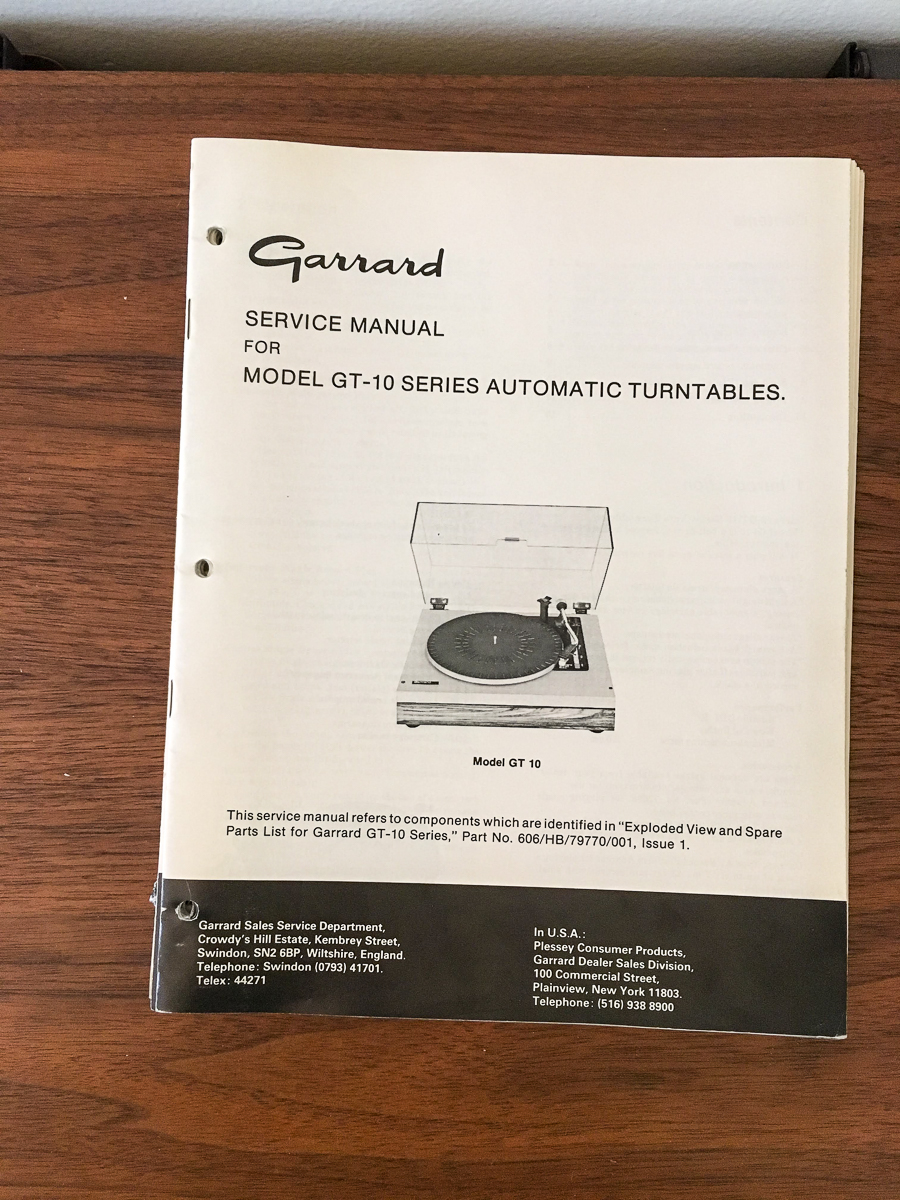 Garrard
SERVICE MANUAL
FOR
MODEL GT-10 SERIES AUTOMATIC TURNTABLES.
Model GT 10
This service manual refers to components which are identified in "Exploded View and Spare
Parts List for Garrard GT-10 Series," Part No. 606/HB/79770/001, Issue 1.
Garrard Sales Service Department,
Crowdy's Hill Estate, Kembrey Street,
Swindon, SN2 6BP, Wiltshire, England.
Telephone: Swindon (0793) 41701.
Telex: 44271
In U.S.A.:
Plessey Consumer Products,
Garrard Dealer Sales Division,
100 Commercial Street,
Plainview, New York 11803.
Telephone: (516) 938 8900